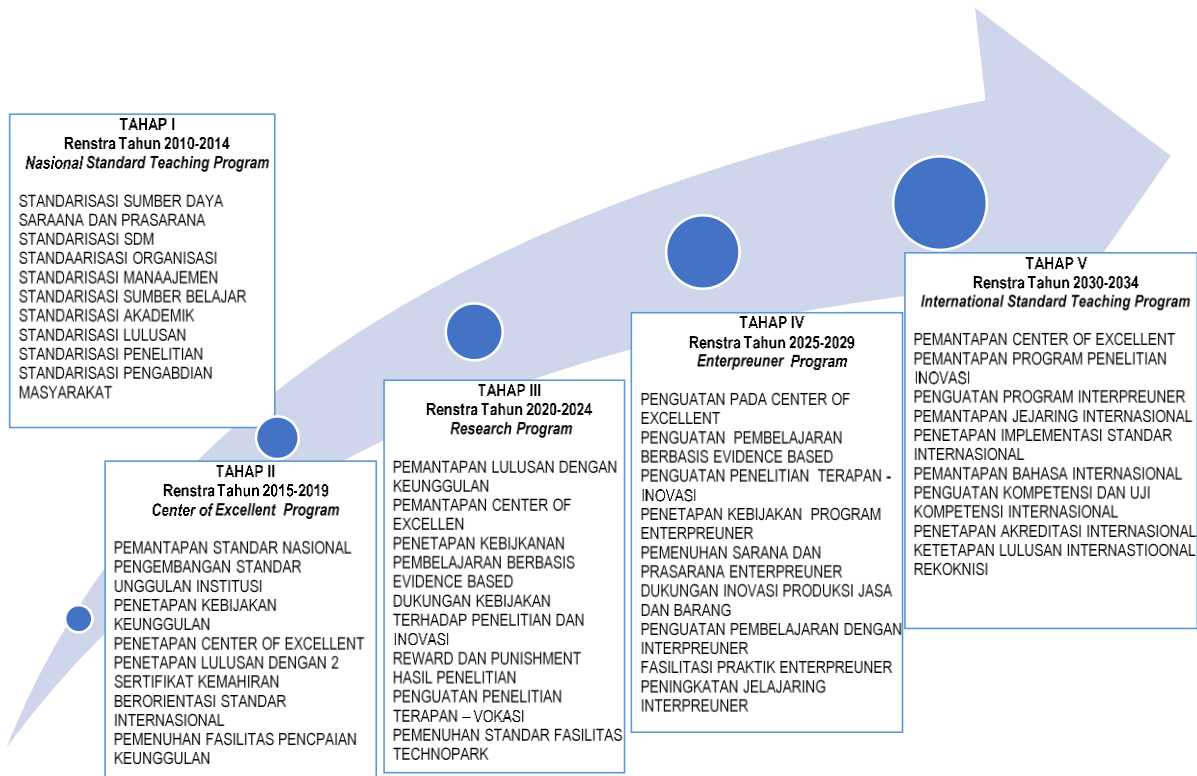 TAHAP I
Renstra Tahun 2010-2014
Nasional Standard Teaching Program
STANDARISASI SUMBER DAYA
SARAANA DAN PRASARANA
STANDARISASI SDM
STANDAARISASI ORGANISASI
STANDARISASI MANAAJEMEN
STANDARISASI SUMBER BELAJAR
STANDARISASI AKADEMIK
STANDARISASI LULUSAN
STANDARISASI PENELITIAN
STANDARISASI PENGABDIAN
MASYARAKAT
TAHAP II
Renstra Tahun 2015-2019
Center of Excellent Program
PEMANTAPAN STANDAR NASIONAL
PENGEMBANGAN STANDAR
UNGGULAN INSTITUSI
PENETAPAN KEBIJAKAN
KEUNGGULAN
PENETAPAN CENTER OF EXCELLENT
PENETAPAN LULUSAN DENGAN 2
SERTIFIKAT KEMAHIRAN
BERORIENTASI STANDAR
INTERNASIONAL
PEMENUHAN FASILITAS PENCPAIAN
KEUNGGULAN
TAHAP III
Renstra Tahun 2020-2024
Research Program
PEMANTAPAN LULUSAN DENGAN
KEUNGGULAN
PEMANTAPAN CENTER OF
EXCELLEN
PENETAPAN KEBIJKANAN
PEMBELAJARAN BERBASIS
EVIDENCE BASED
DUKUNGAN KEBIJAKAN
TERHADAP PENELITIAN DAN
INOVASI
REWARD DAN PUNISHMENT
HASIL PENELITIAN
PENGUATAN PENELITIAN
TERAPAN – VOKASI
PEMENUHAN STANDAR FASILITAS
TECHNOPARK
TAHAP IV
Renstra Tahun 2025-2029
Enterpreuner Program
PENGUATAN PADA CENTER OF
EXCELLENT
PENGUATAN PEMBELAJARAN
BERBASIS EVIDENCE BASED
PENGUATAN PENELITIAN TERAPAN -
INOVASI
PENETAPAN KEBIJAKAN PROGRAM
ENTERPREUNER
PEMENUHAN SARANA DAN
PRASARANA ENTERPREUNER
DUKUNGAN INOVASI PRODUKSI JASA
DAN BARANG
PENGUATAN PEMBELAJARAN DENGAN
INTERPREUNER
FASILITASI PRAKTIK ENTERPREUNER
PENINGKATAN JELAJARING
INTERPREUNER
TAHAP V
Renstra Tahun 2030-2034
International Standard Teaching Program
PEMANTAPAN CENTER OF EXCELLENT
PEMANTAPAN PROGRAM PENELITIAN
INOVASI
PENGUATAN PROGRAM INTERPREUNER
PEMANTAPAN JEJARING INTERNASIONAL
PENETAPAN IMPLEMENTASI STANDAR
INTERNASIONAL
PEMANTAPAN BAHASA INTERNASIONAL
PENGUATAN KOMPETENSI DAN UJI
KOMPETENSI INTERNASIONAL
PENETAPAN AKREDITASI INTERNASIONAL
KETETAPAN LULUSAN INTERNASTIOONAL
REKOKNISI